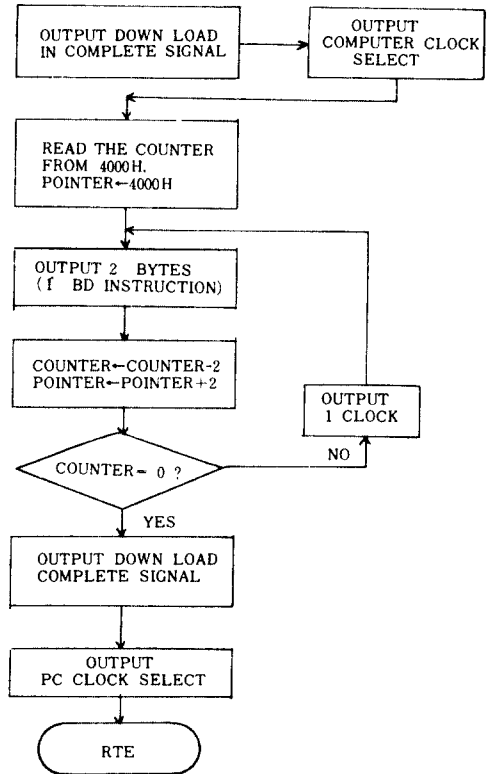 OUTPUT DOWN LOAD
IN COMPLETE SIGNAL
OUTPUT
COMPUTER CLOCK
SELECT
READ THE COUNTER
FROM 4000H.
POINTER←4000H
OUTPUT 2 BYTES
(1 BD INSTRUCTION)
COUNTER←COUNTER-2
POINTER←POINTER+2
OUTPUT
1 CLOCK
COUNTER= 0 ?
NO
YES
OUTPUT DOWN LOAD
COMPLETE SIGNAL
OUTPUT
PC CLOCK SELECT
RTE